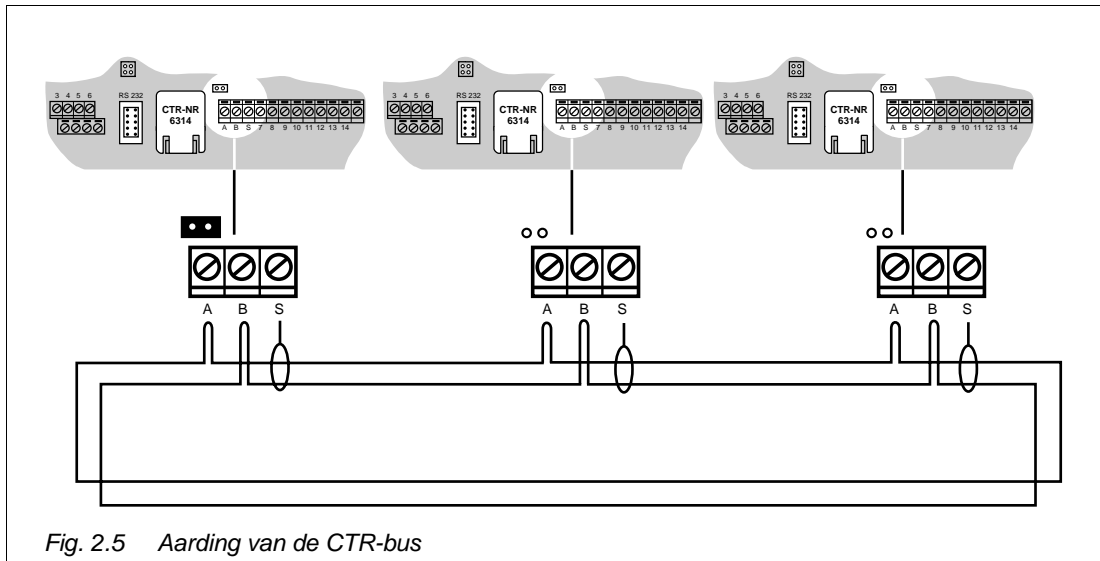 3 4 5 6 RS 232 CTR-NR 6314 A B S 7 8 9 10 11 12 13 14
3 4 5 6 RS 232 CTR-NR 6314 A B S 7 8 9 10 11 12 13 14
3 4 5 6 RS 232 CTR-NR 6314 A B S 7 8 9 10 11 12 13 14
A B S
A B S
A B S
Fig. 2.5 Aarding van de CTR-bus